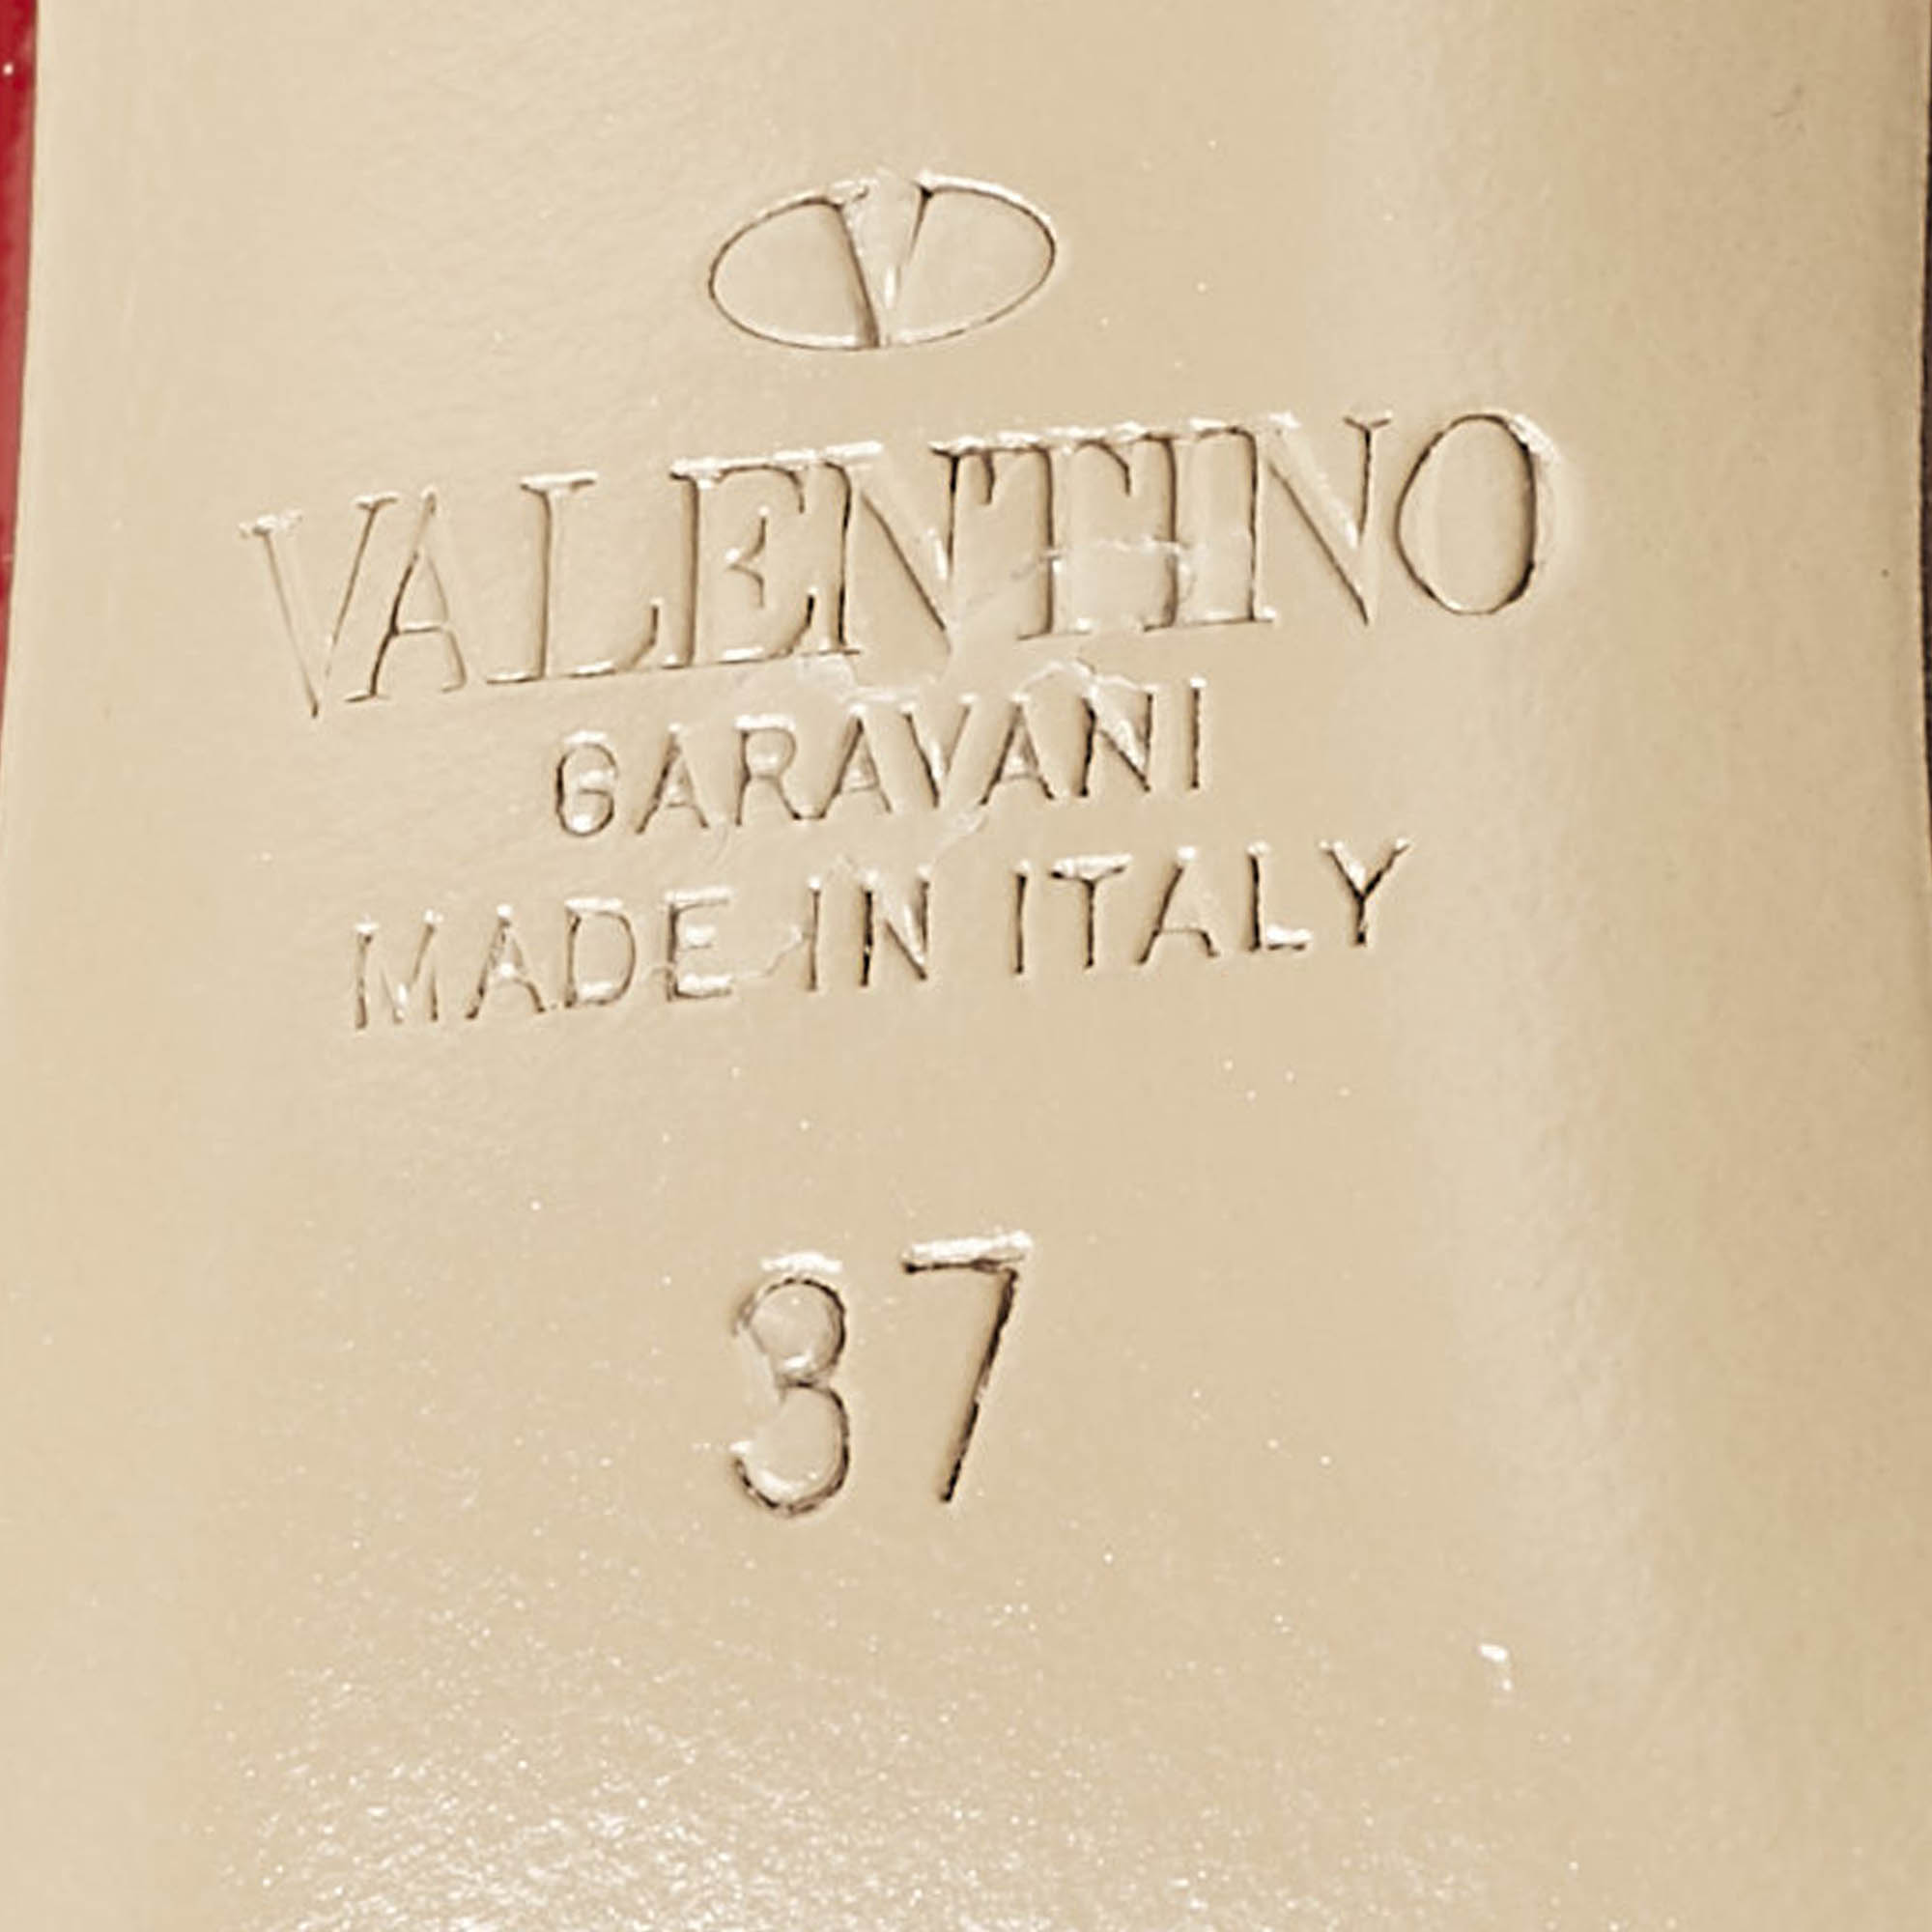 V
VALENTINO
GARAVANI
MADE IN ITALY
37